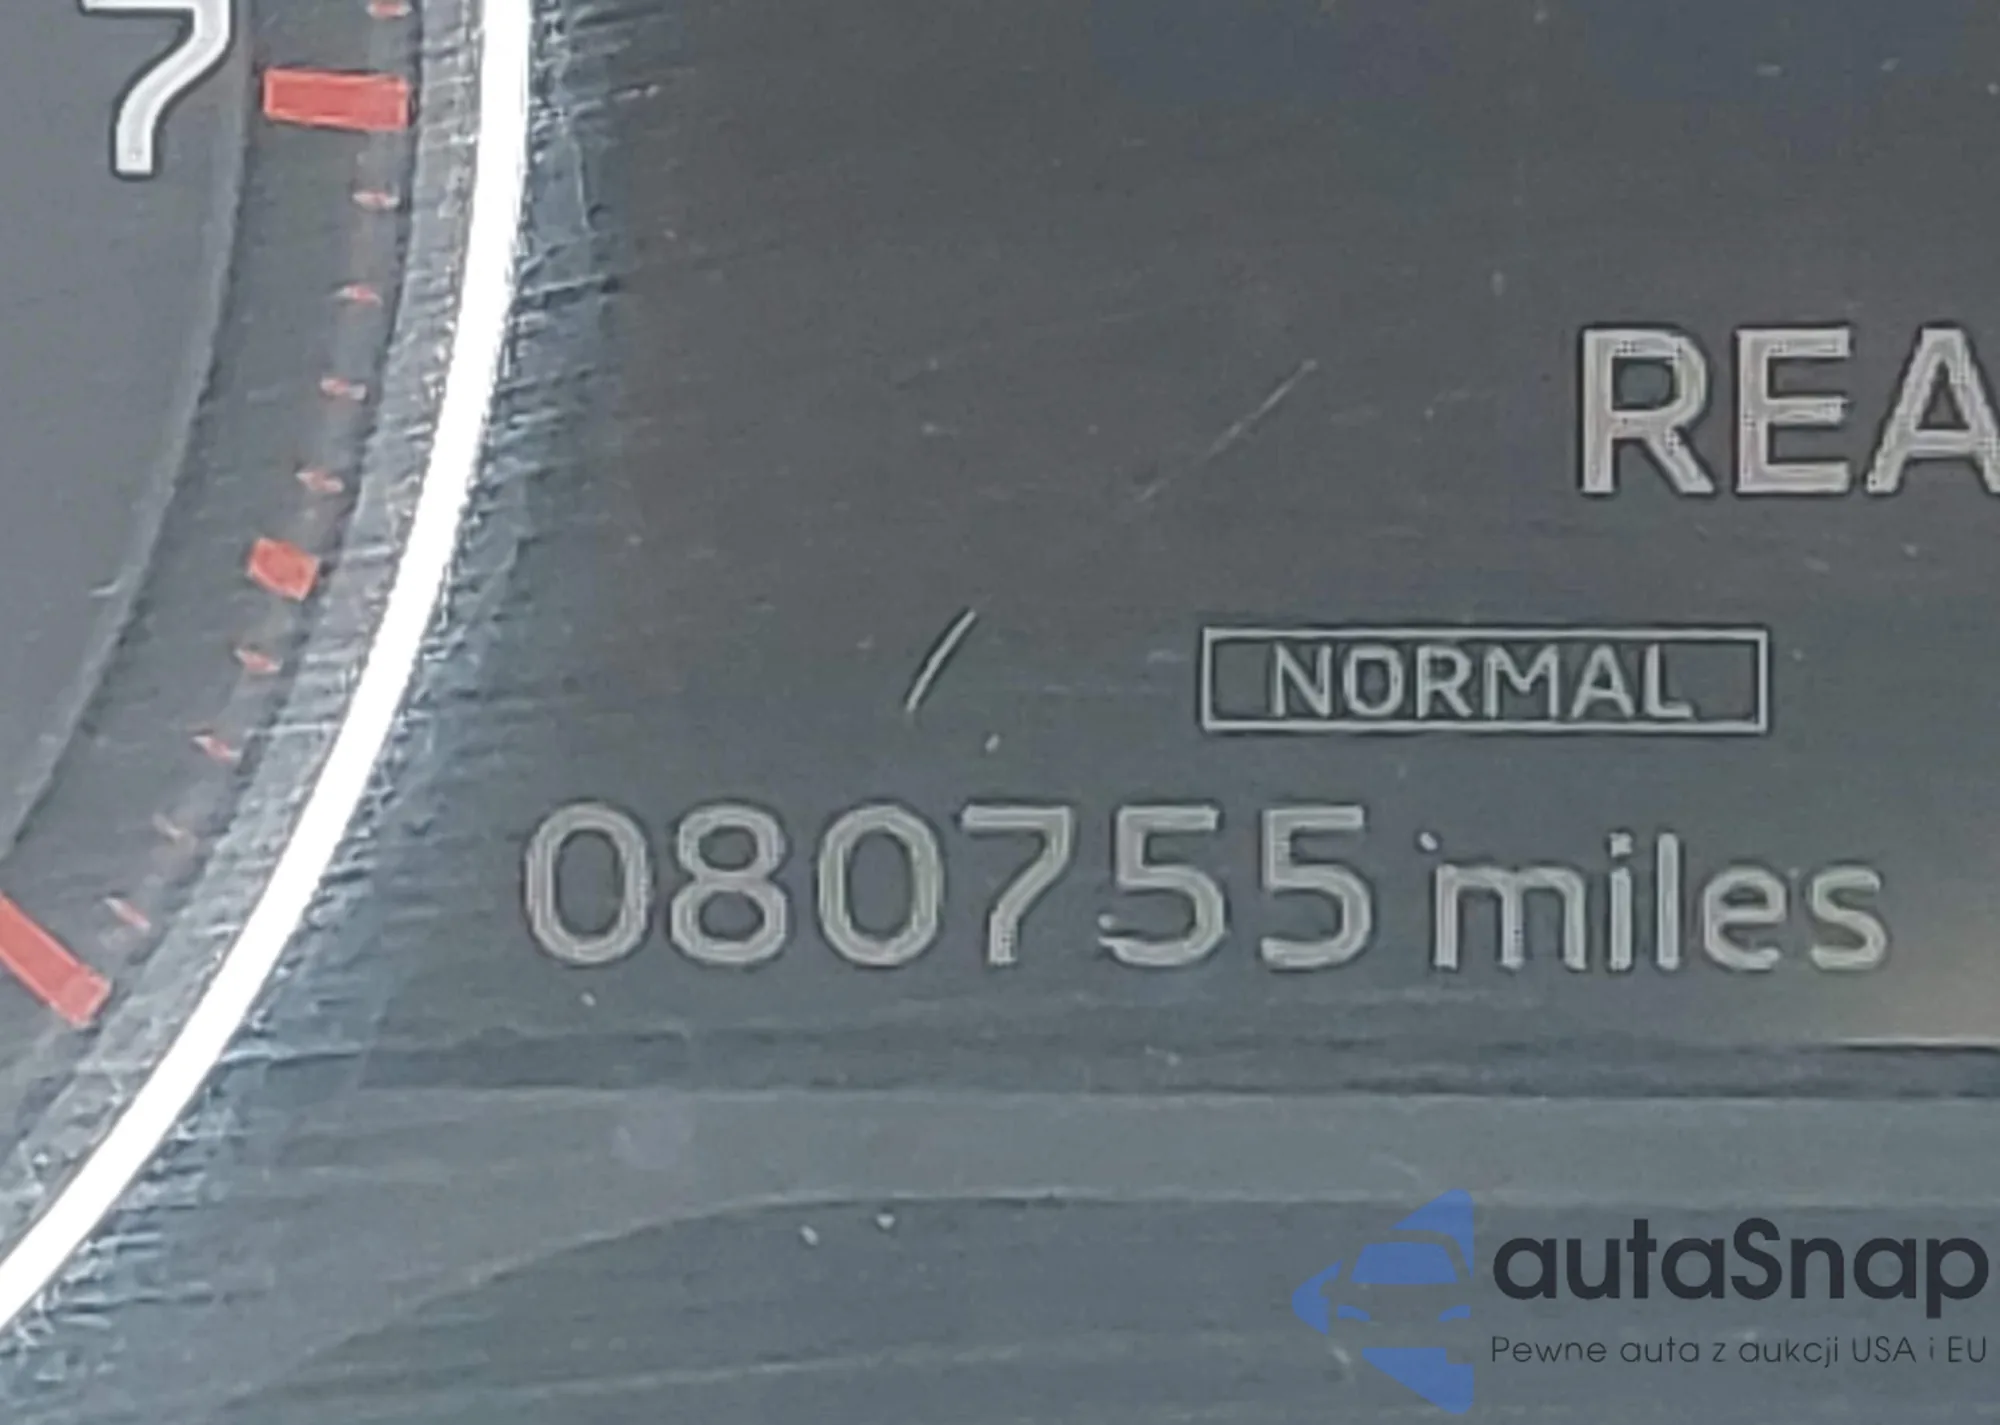 7
REA
NORMAL
080755 miles
autaSnap
Pewne auta z aukcji USA i EU